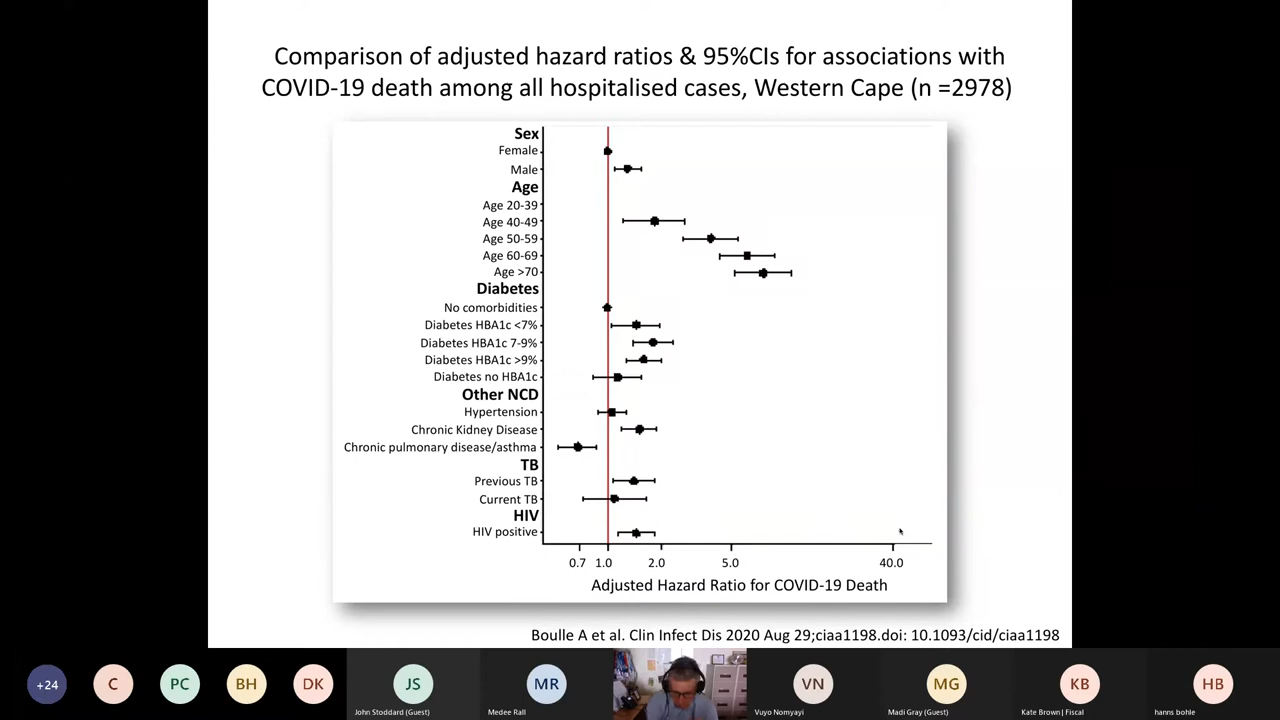 Comparison of adjusted hazard ratios & 95%CIs for associations with
COVID-19 death among all hospitalised cases, Western Cape (n =2978)
Sex
Female
Male
Age
Age 20-39
Age 40-49
Age 50-59
Age 60-69
Age >70
Diabetes
No comorbidities
Diabetes HBA1c <7%
Diabetes HBA1c 7-9%
Diabetes HBA1c >9%
Diabetes no HBA1c
Other NCD
Hypertension
Chronic Kidney Disease
Chronic pulmonary disease/asthma
TB
Previous TB
Current TB
HIV
HIV positive
0.7 1.0 2.0 5.0 40.0
Adjusted Hazard Ratio for COVID-19 Death
Boulle A et al. Clin Infect Dis 2020 Aug 29;ciaa1198.doi: 10.1093/cid/ciaa1198
+24 C PC BH DK JS MR VN MG KB HB
John Stoddard (Guest) Medee Rall Vuyo Nomyayi Madi Gray (Guest) Kate Brown | Fiscal hanns bohle